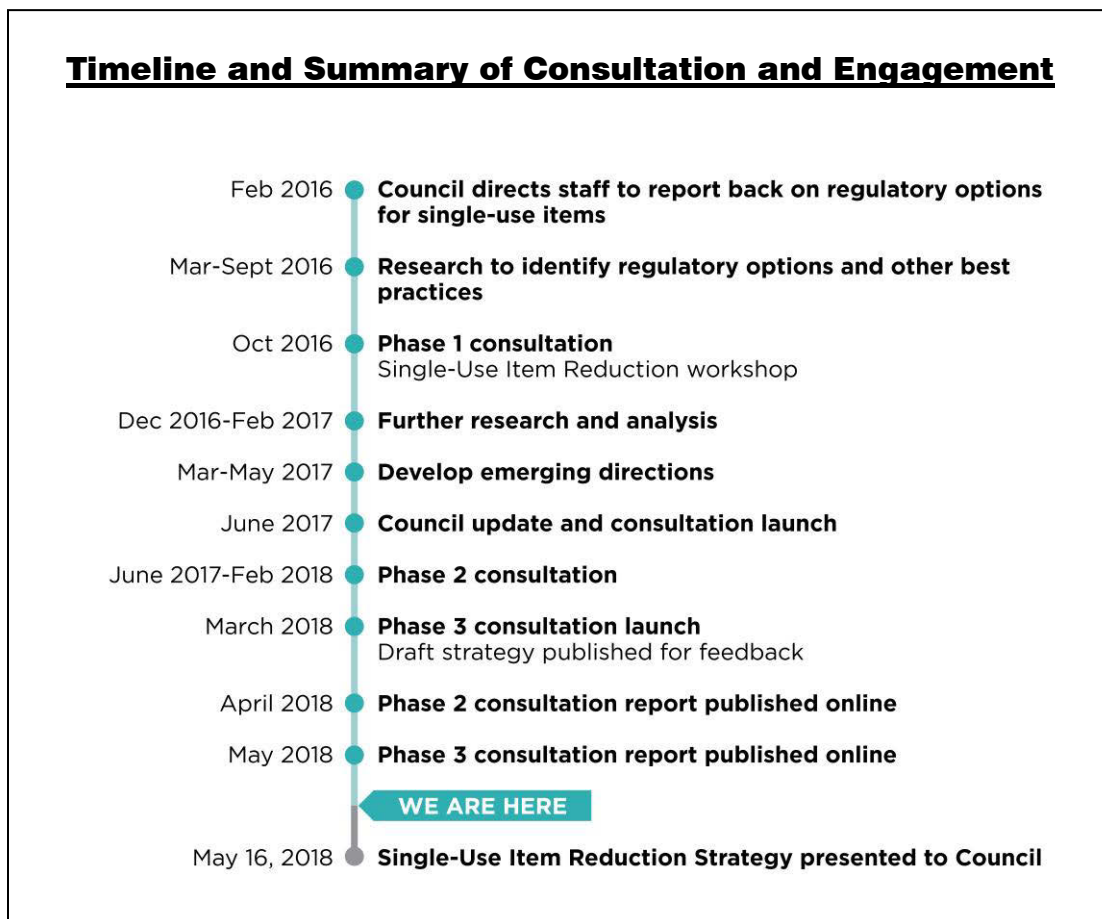 Timeline and Summary of Consultation and Engagement
Feb 2016 Council directs staff to report back on regulatory options
for single-use items
Mar-Sept 2016 Research to identify regulatory options and other best
practices
Oct 2016 Phase 1 consultation
Single-Use Item Reduction workshop
Dec 2016-Feb 2017 Further research and analysis
Mar-May 2017 Develop emerging directions
June 2017 Council update and consultation launch
June 2017-Feb 2018 Phase 2 consultation
March 2018 Phase 3 consultation launch
Draft strategy published for feedback
April 2018 Phase 2 consultation report published online
May 2018 Phase 3 consultation report published online
WE ARE HERE
May 16, 2018 Single-Use Item Reduction Strategy presented to Council